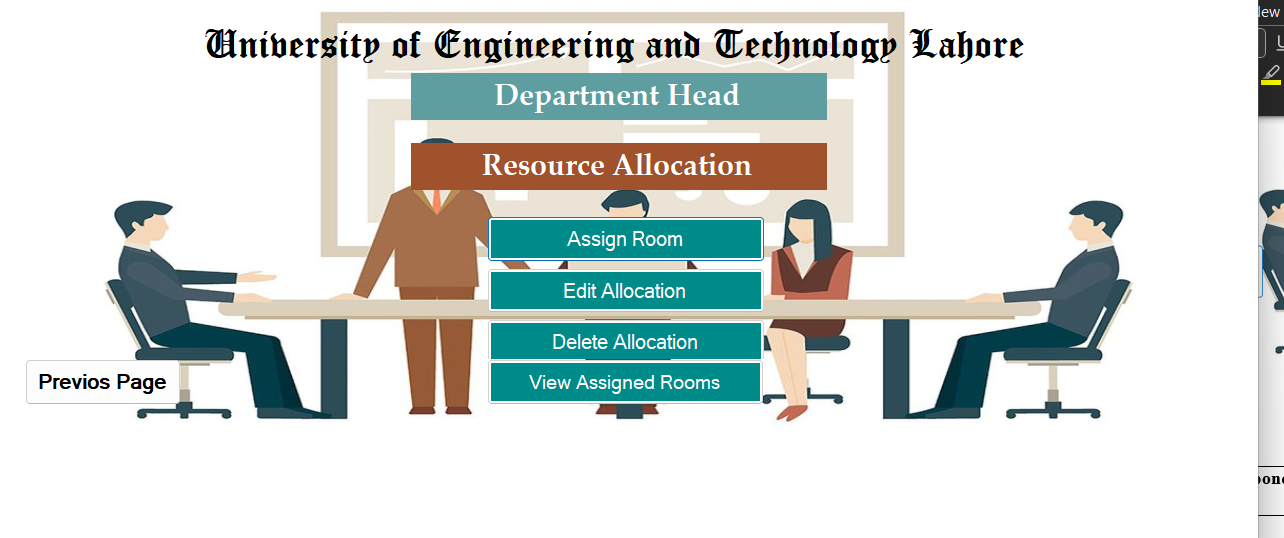 University of Engineering and Technology Lahore
Department Head
Resource Allocation
Assign Room
Edit Allocation
Delete Allocation
View Assigned Rooms
Previos Page